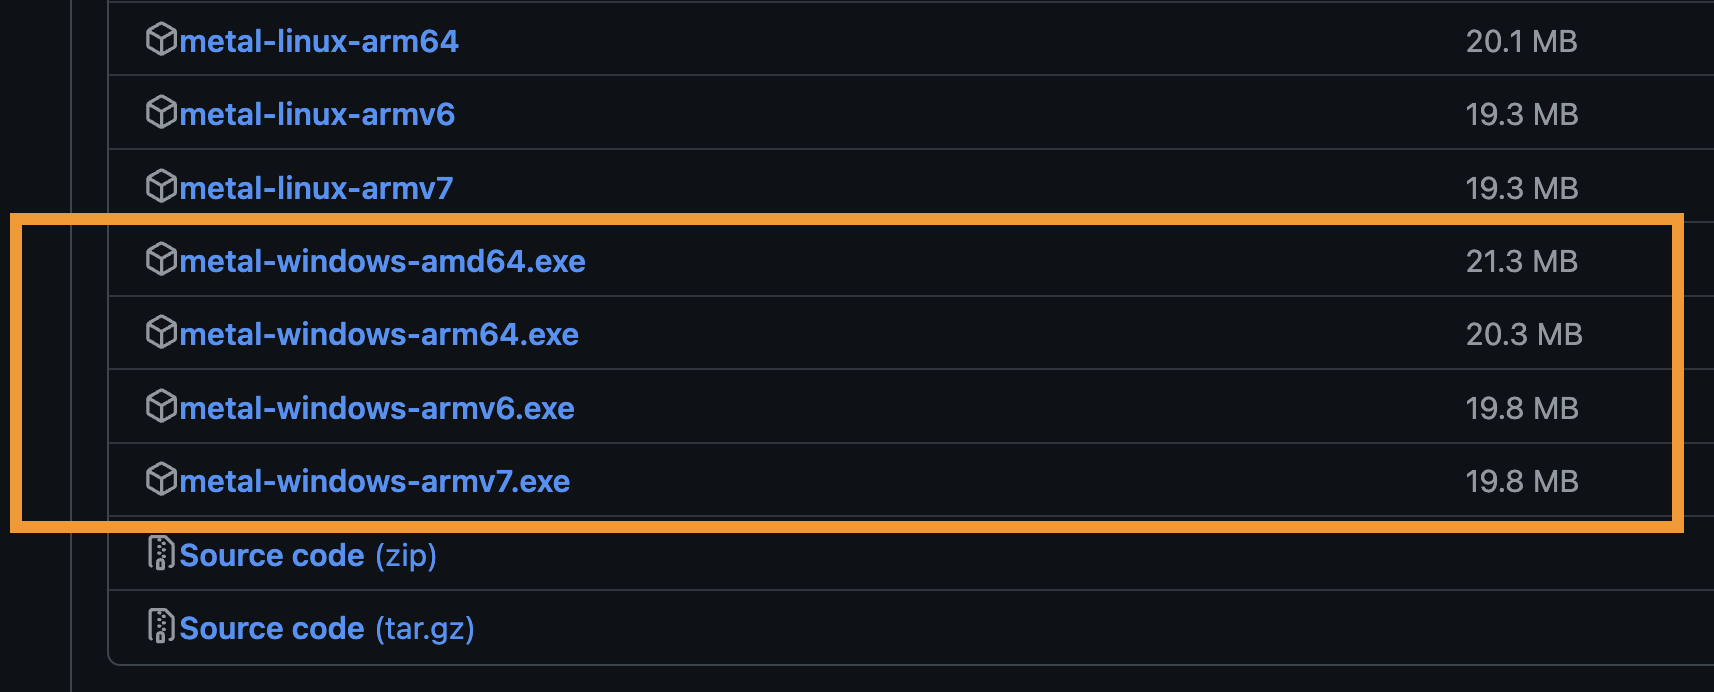 metal-linux-arm64 20.1 MB
metal-linux-armv6 19.3 MB
metal-linux-armv7 19.3 MB
metal-windows-amd64.exe 21.3 MB
metal-windows-arm64.exe 20.3 MB
metal-windows-armv6.exe 19.8 MB
metal-windows-armv7.exe 19.8 MB
Source code (zip)
Source code (tar.gz)